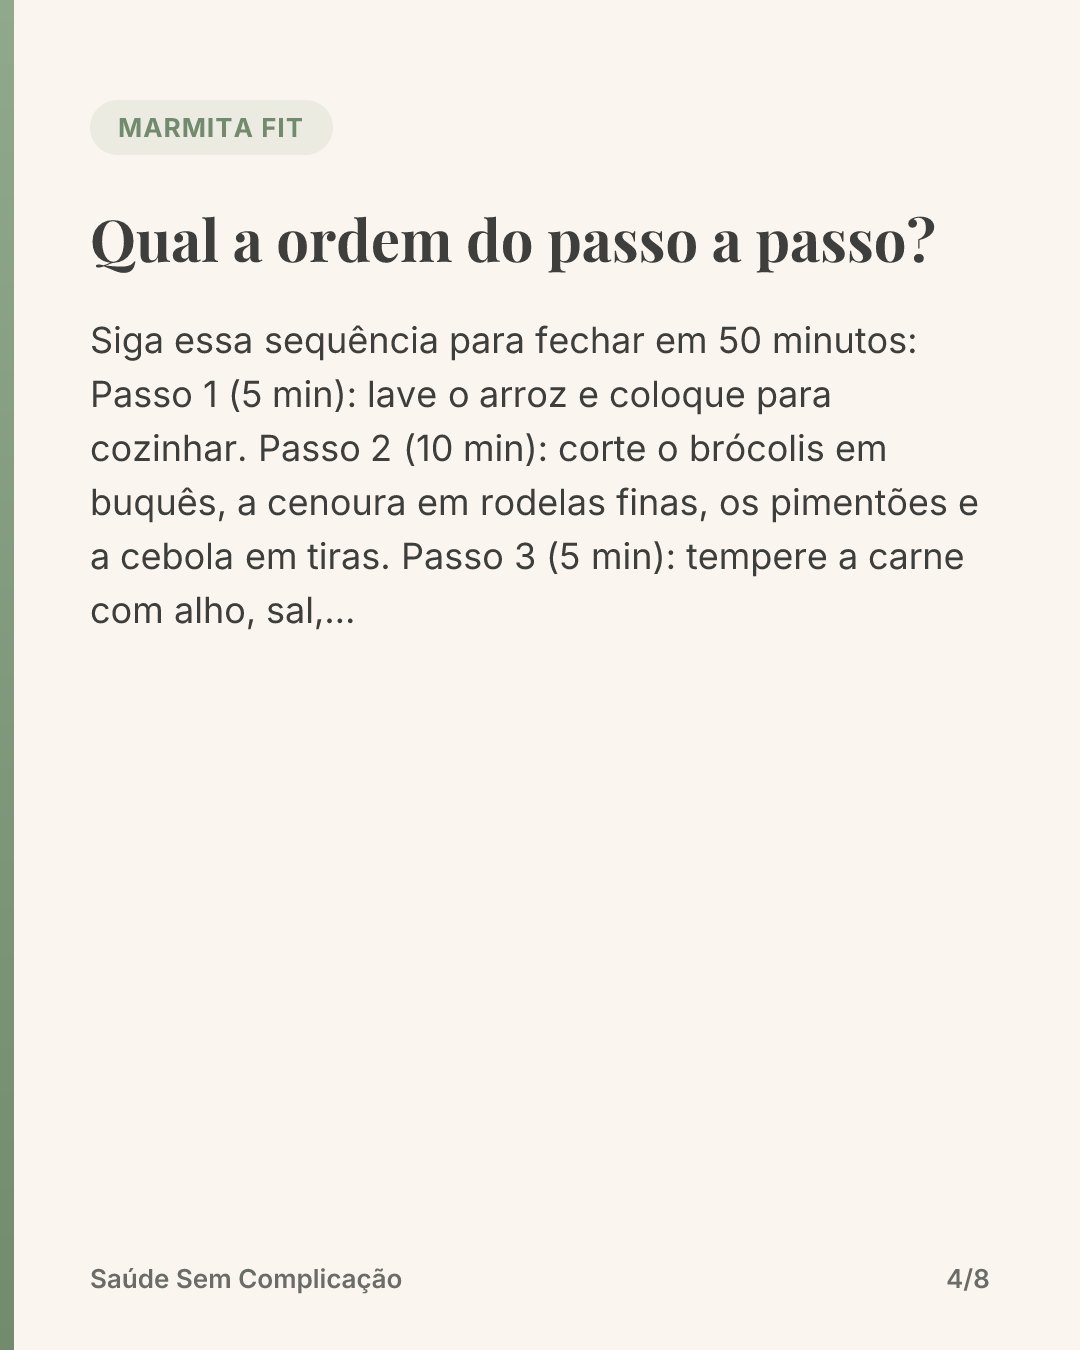 MARMITA FIT
Qual a ordem do passo a passo?
Siga essa sequência para fechar em 50 minutos:
Passo 1 (5 min): lave o arroz e coloque para
cozinhar. Passo 2 (10 min): corte o brócolis em
buquês, a cenoura em rodelas finas, os pimentões e
a cebola em tiras. Passo 3 (5 min): tempere a carne
com alho, sal,...
Saúde Sem Complicação
4/8